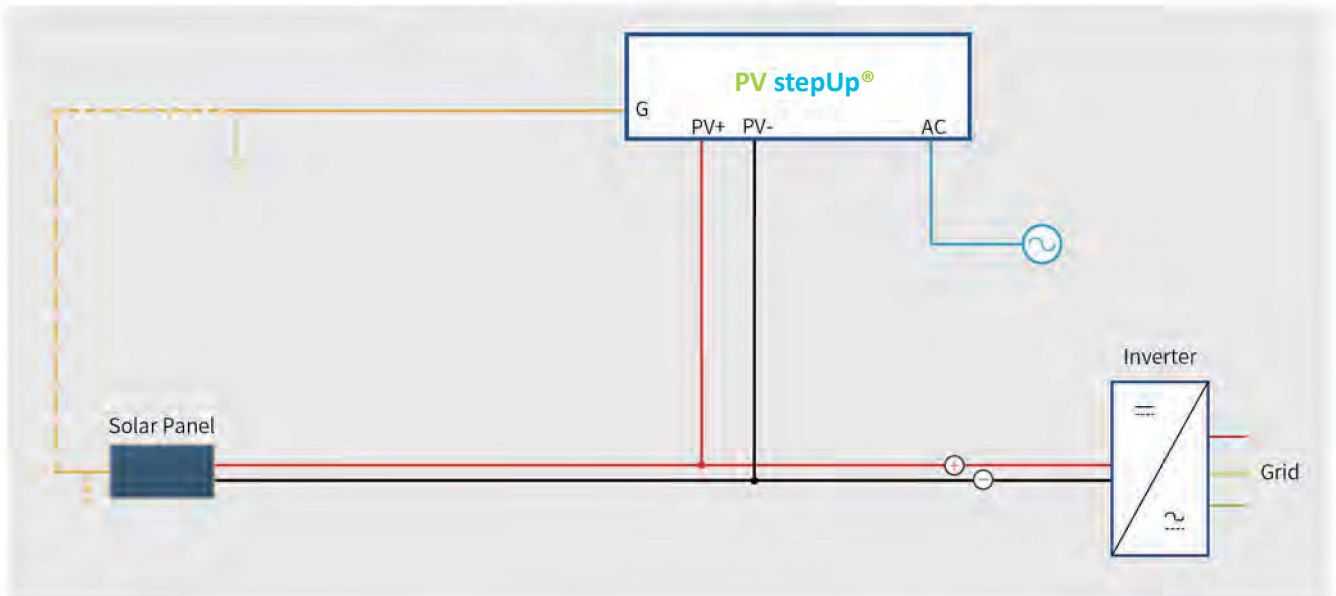 PV stepUp®
G
PV+ PV- AC
Inverter
Solar Panel
+
−
Grid